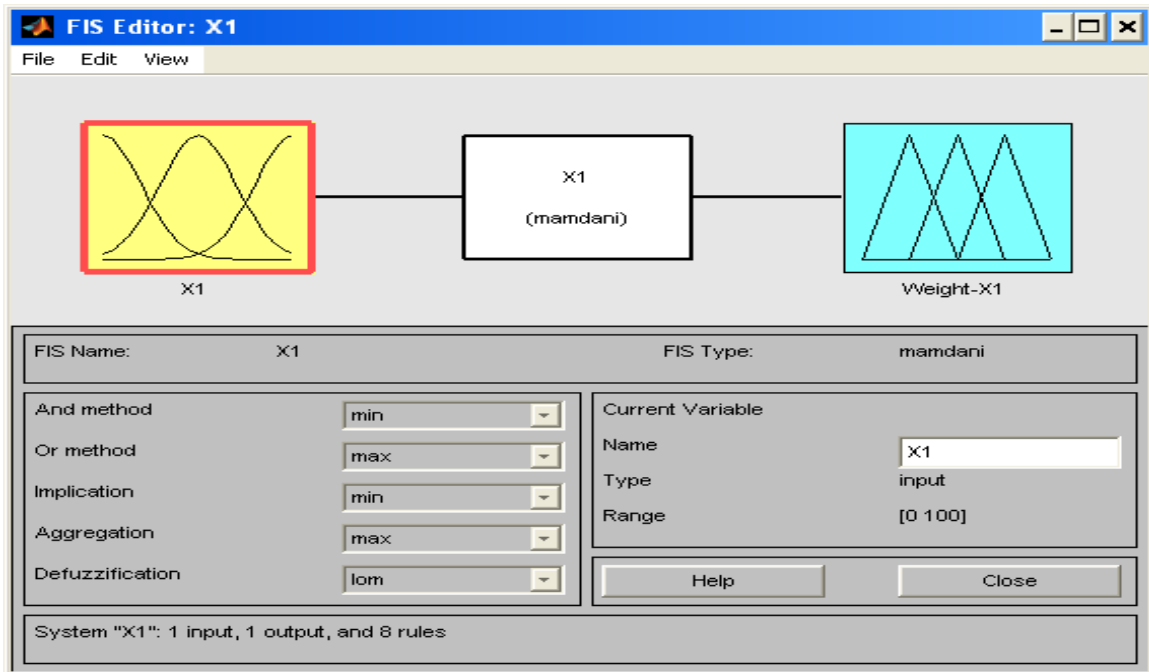 FIS Editor: X1
File Edit View
X1
(mamdani)
X1
Weight-X1
FIS Name: X1 FIS Type: mamdani
And method min
Or method max
Implication min
Aggregation max
Defuzzification lom
Current Variable
Name X1
Type input
Range [0 100]
Help Close
System "X1": 1 input, 1 output, and 8 rules